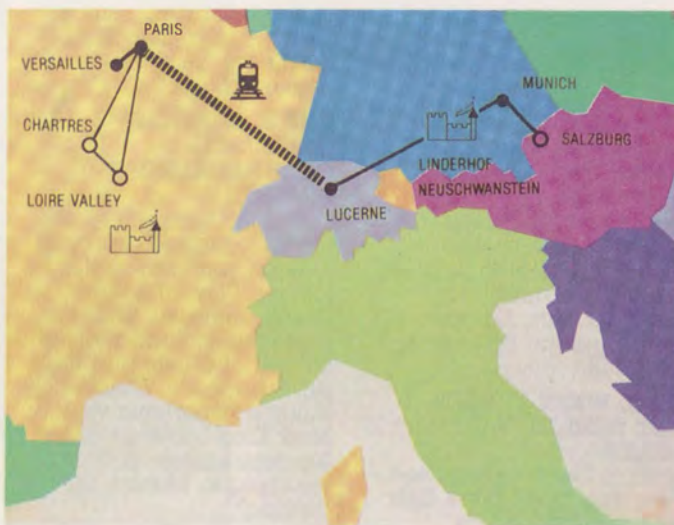 PARIS
VERSAILLES
CHARTRES
LOIRE VALLEY
LUCERNE
MUNICH
SALZBURG
LINDERHOF
NEUSCHWANSTEIN